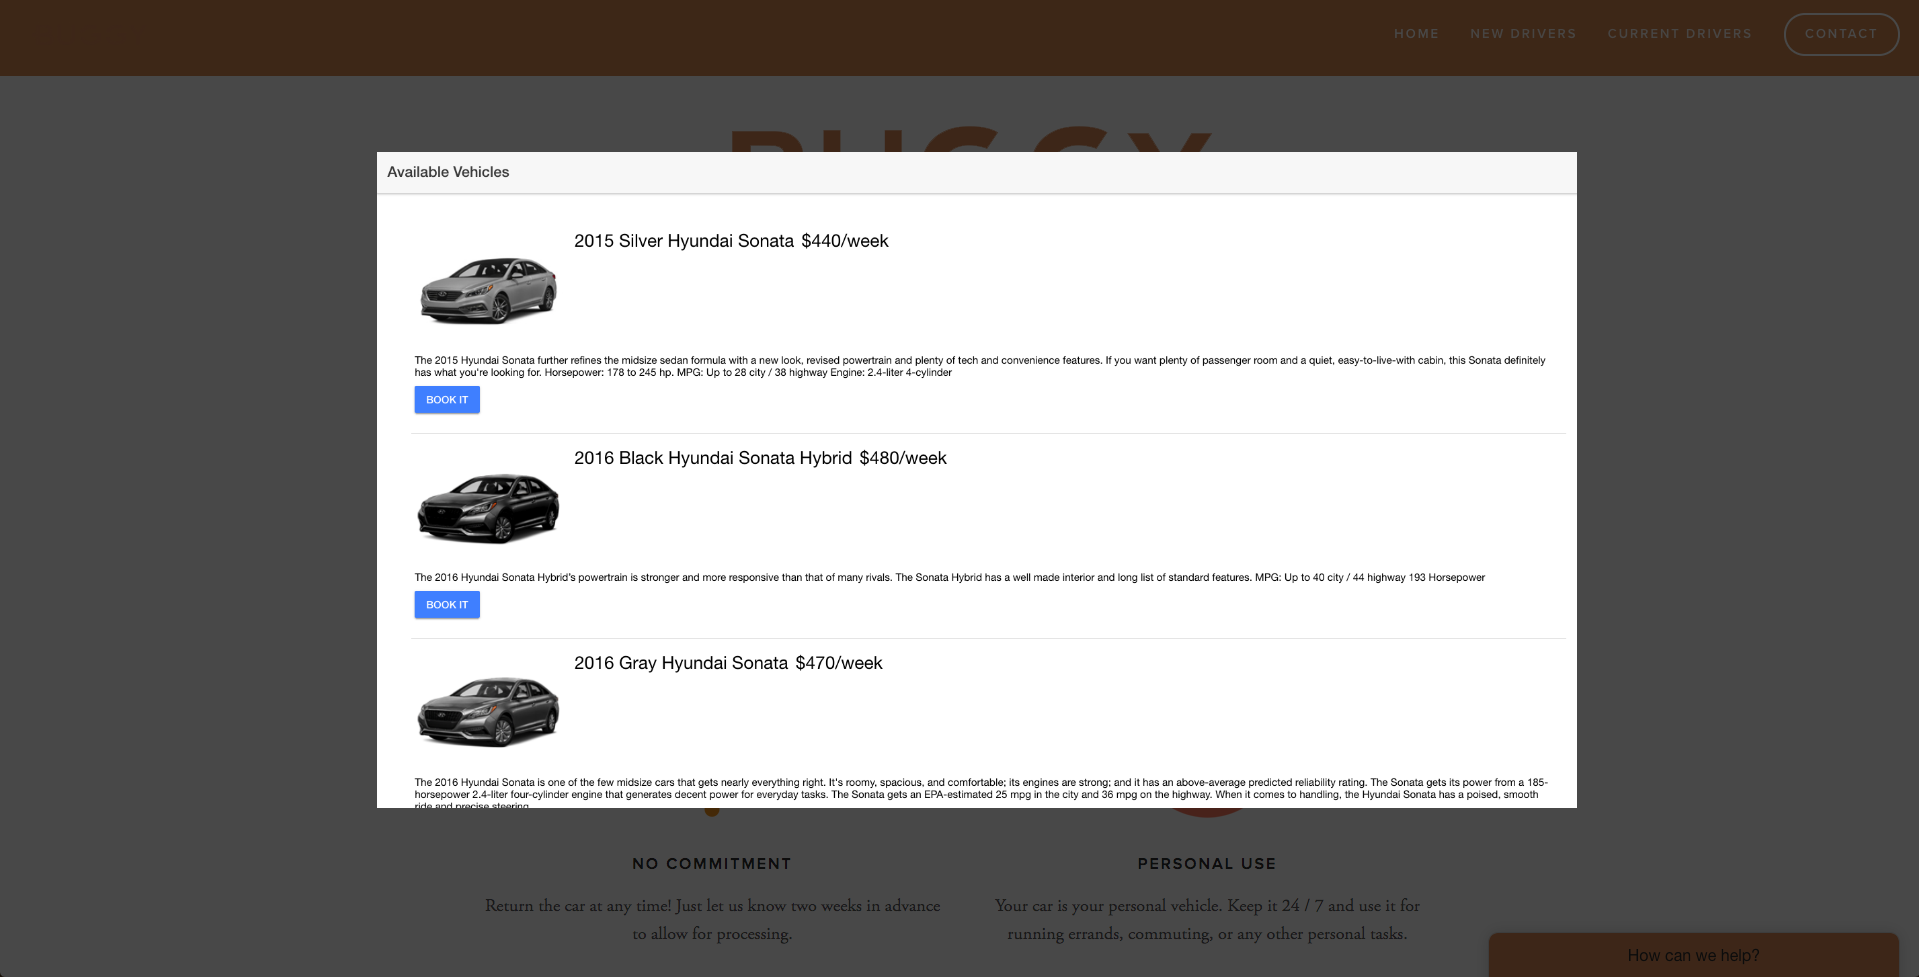 HOME
NEW DRIVERS
CURRENT DRIVERS
CONTACT
BUGGY
Available Vehicles
2015 Silver Hyundai Sonata $440/week
The 2015 Hyundai Sonata further refines the midsize sedan formula with a new look, revised powertrain and plenty of tech and convenience features. If you want plenty of passenger room and a quiet, easy-to-live-with cabin, this Sonata definitely
has what you're looking for. Horsepower: 178 to 245 hp. MPG: Up to 28 city / 38 highway Engine: 2.4-liter 4-cylinder
BOOK IT
2016 Black Hyundai Sonata Hybrid $480/week
The 2016 Hyundai Sonata Hybrid's powertrain is stronger and more responsive than that of many rivals. The Sonata Hybrid has a well made interior and long list of standard features. MPG: Up to 40 city / 44 highway 193 Horsepower
BOOK IT
2016 Gray Hyundai Sonata $470/week
The 2016 Hyundai Sonata is one of the few midsize cars that gets nearly everything right. It's roomy, spacious, and comfortable; its engines are strong; and it has an above-average predicted reliability rating. The Sonata gets its power from a 185-
horsepower 2.4-liter four-cylinder engine that generates decent power for everyday tasks. The Sonata gets an EPA-estimated 25 mpg in the city and 36 mpg on the highway. When it comes to handling, the Hyundai Sonata has a poised, smooth
ride and precise steering.
NO COMMITMENT
Return the car at any time! Just let us know two weeks in advance
to allow for processing.
PERSONAL USE
Your car is your personal vehicle. Keep it 24 / 7 and use it for
running errands, commuting, or any other personal tasks.
How can we help?